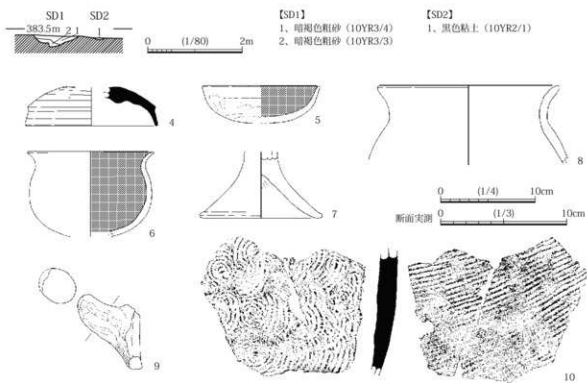 SD1 SD2
383.5m 2 1 1
0 (1/80) 2m
【SD1】
1、暗褐色粗砂（10YR3/4）
2、暗褐色粗砂（10YR3/3）
【SD2】
1、黒色粘土（10YR2/1）
4
5
8
6
7
0 (1/4) 10cm
断面実測 0 (1/3) 10cm
9
10